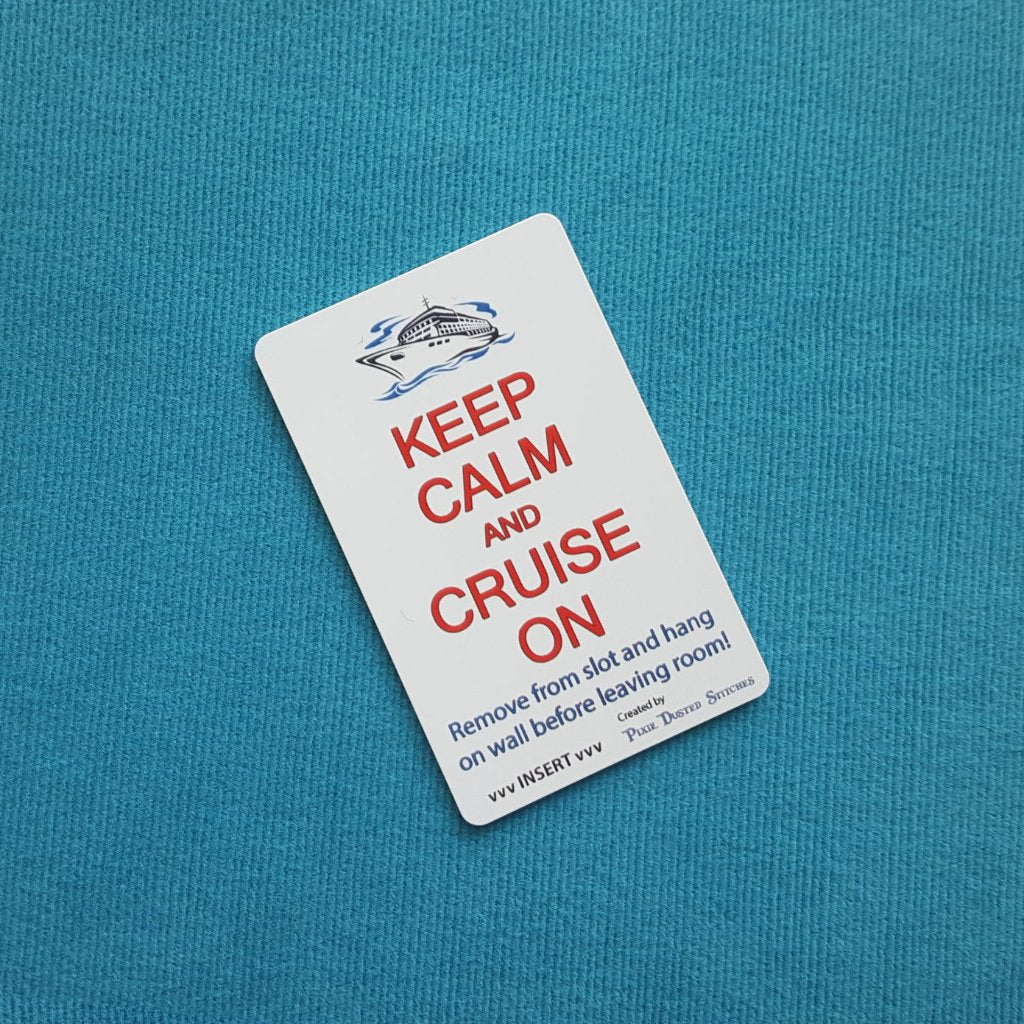 KEEP
CALM
AND
CRUISE
ON
Remove from slot and hang
on wall before leaving room!
Created by
PIXIE DUSTED STITCHES
vvv INSERT vvv